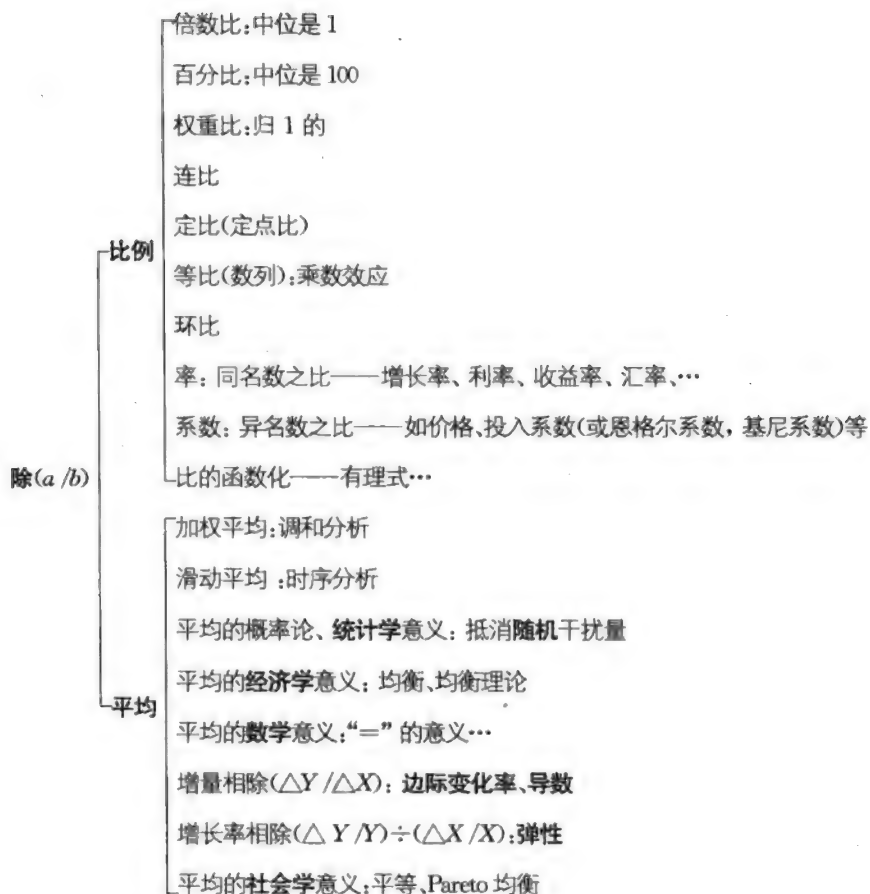 倍数比:中位是 1
百分比:中位是 100
权重比:归 1 的
连比
定比(定点比)
比例
等比(数列):乘数效应
环比
率: 同名数之比——增长率、利率、收益率、汇率、…
系数: 异名数之比——如价格、投入系数(或恩格尔系数, 基尼系数)等
除(a /b)
比的函数化——有理式…
加权平均:调和分析
滑动平均 :时序分析
平均的概率论、统计学意义: 抵消随机干扰量
平均的经济学意义: 均衡、均衡理论
平均
平均的数学意义:“=” 的意义…
增量相除(△Y /△X): 边际变化率、导数
增长率相除(△ Y /Y)÷(△X /X):弹性
平均的社会学意义:平等、Pareto 均衡